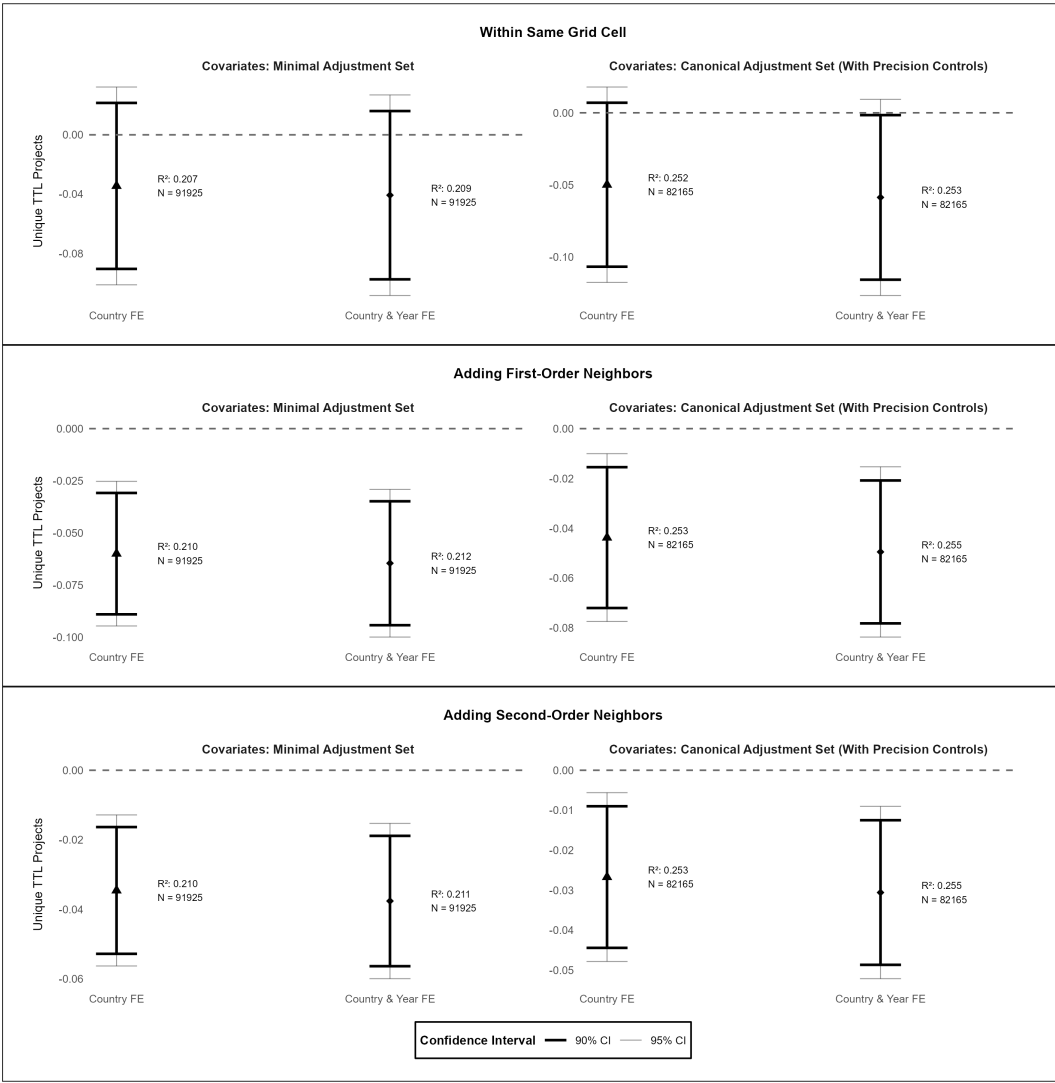 Within Same Grid Cell
Covariates: Minimal Adjustment Set
Covariates: Canonical Adjustment Set (With Precision Controls)
Unique TTL Projects
0.00
-0.04
-0.08
R²: 0.207
N = 91925
R²: 0.209
N = 91925
Country FE
Country & Year FE
0.00
-0.05
-0.10
R²: 0.252
N = 82165
R²: 0.253
N = 82165
Country FE
Country & Year FE
Adding First-Order Neighbors
Covariates: Minimal Adjustment Set
Covariates: Canonical Adjustment Set (With Precision Controls)
Unique TTL Projects
0.000
-0.025
-0.050
-0.075
-0.100
R²: 0.210
N = 91925
R²: 0.212
N = 91925
Country FE
Country & Year FE
0.00
-0.02
-0.04
-0.06
-0.08
R²: 0.253
N = 82165
R²: 0.255
N = 82165
Country FE
Country & Year FE
Adding Second-Order Neighbors
Covariates: Minimal Adjustment Set
Covariates: Canonical Adjustment Set (With Precision Controls)
Unique TTL Projects
0.00
-0.02
-0.04
-0.06
R²: 0.210
N = 91925
R²: 0.211
N = 91925
Country FE
Country & Year FE
0.00
-0.01
-0.02
-0.03
-0.04
-0.05
R²: 0.253
N = 82165
R²: 0.255
N = 82165
Country FE
Country & Year FE
Confidence Interval 90% CI 95% CI